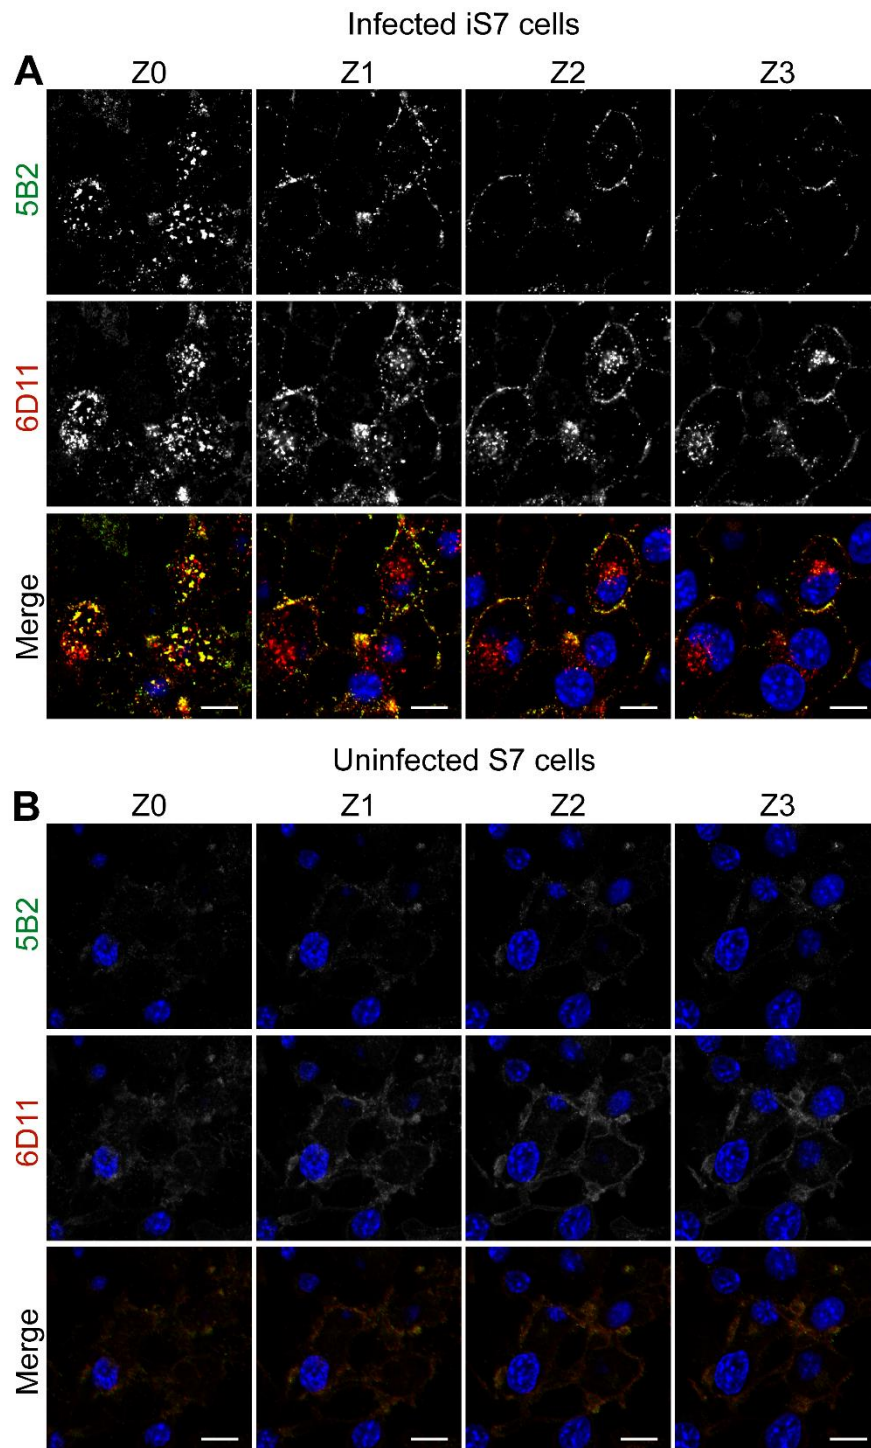 Infected iS7 cells
A
Z0 Z1 Z2 Z3
5B2
6D11
Merge
Uninfected S7 cells
B
Z0 Z1 Z2 Z3
5B2
6D11
Merge